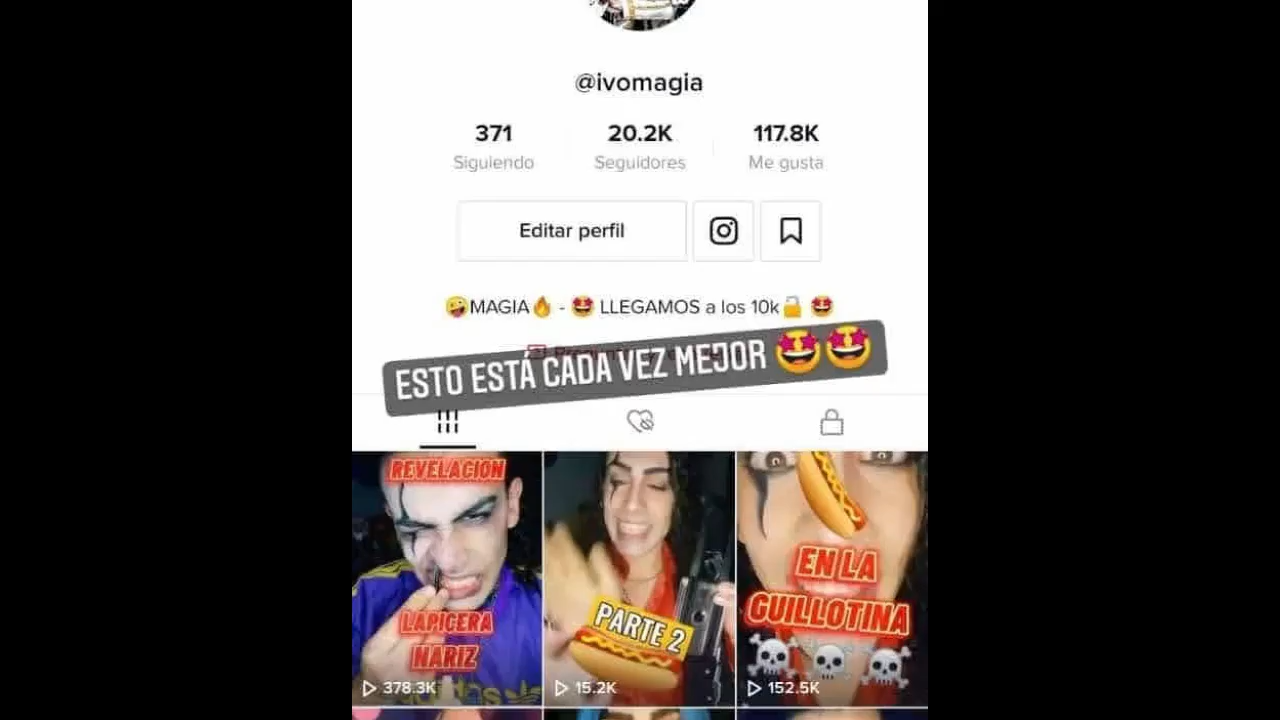 @ivomagia
371 20.2K 117.8K
Siguiendo Seguidores Me gusta
Editar perfil
🤪MAGIA🔥 - 🤩 LLEGAMOS a los 10k🔓 🤩
ESTO ESTÁ CADA VEZ MEJOR 🤩🤩
REVELACION
LAPICERA
NARIZ
378.3K
PARTE 2
15.2K
EN LA
GUILLOTINA
152.5K